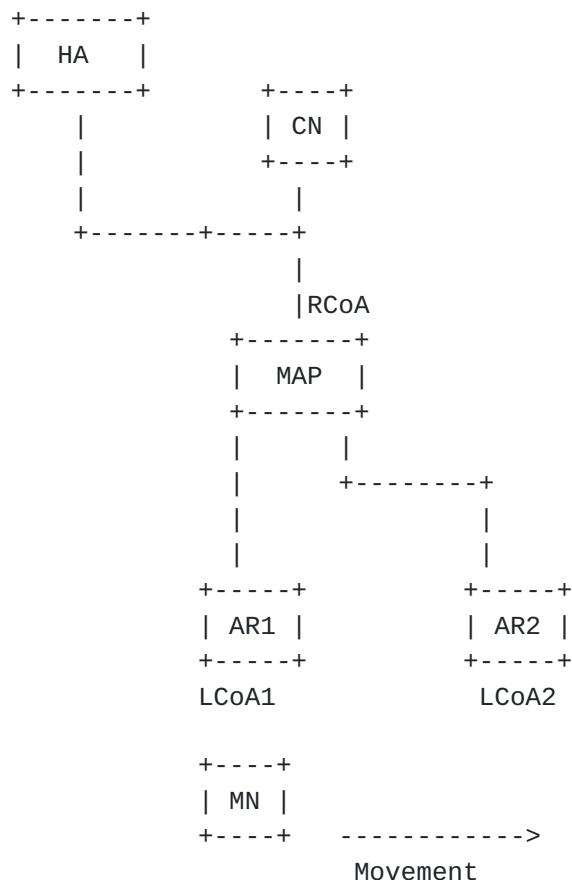 HA
CN
RCoA
MAP
AR1 AR2
LCoA1 LCoA2
MN
Movement